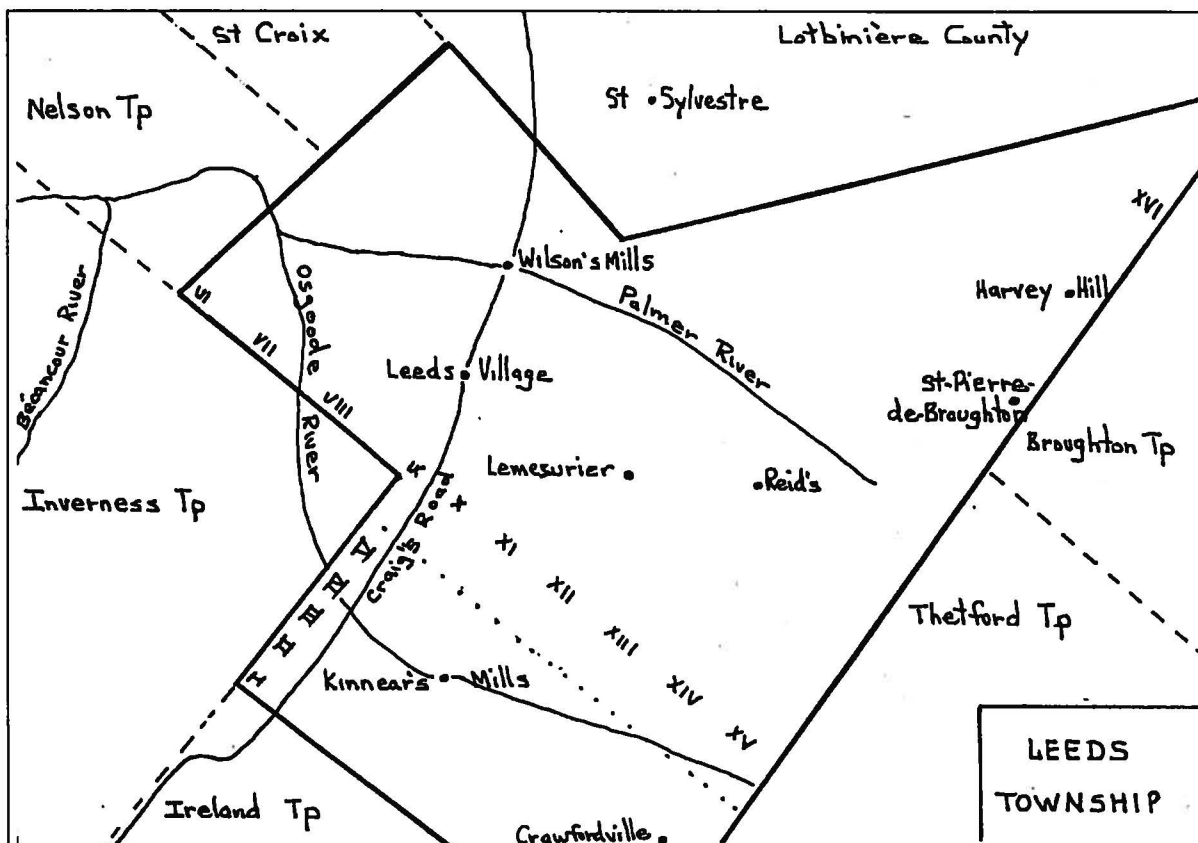 St Croix
Lotbinière County
Nelson Tp
St Sylvestre
XVI
Wilson's Mills
Harvey Hill
Palmer River
Osgoode River
Bécancour River
VII
VIII
Leeds Village
St-Pierre-
de-Broughton
Broughton Tp
Lemesurier
Reid's
Inverness Tp
Craig's Road
X
XI
XII
XIII
XIV
XV
V
IV
III
II
I
Thetford Tp
Kinnear's Mills
Ireland Tp
Crawfordville
LEEDS
TOWNSHIP